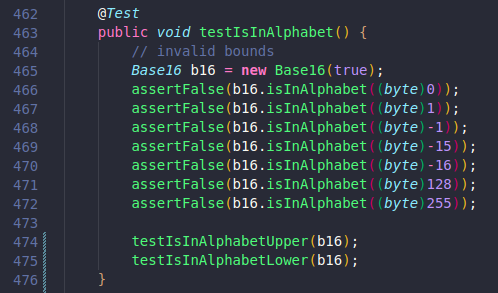 462 @Test
463 public void testIsInAlphabet() {
464 // invalid bounds
465 Base16 b16 = new Base16(true);
466 assertFalse(b16.isInAlphabet((byte)0));
467 assertFalse(b16.isInAlphabet((byte)1));
468 assertFalse(b16.isInAlphabet((byte)-1));
469 assertFalse(b16.isInAlphabet((byte)-15));
470 assertFalse(b16.isInAlphabet((byte)-16));
471 assertFalse(b16.isInAlphabet((byte)128));
472 assertFalse(b16.isInAlphabet((byte)255));
473
474 testIsInAlphabetUpper(b16);
475 testIsInAlphabetLower(b16);
476 }